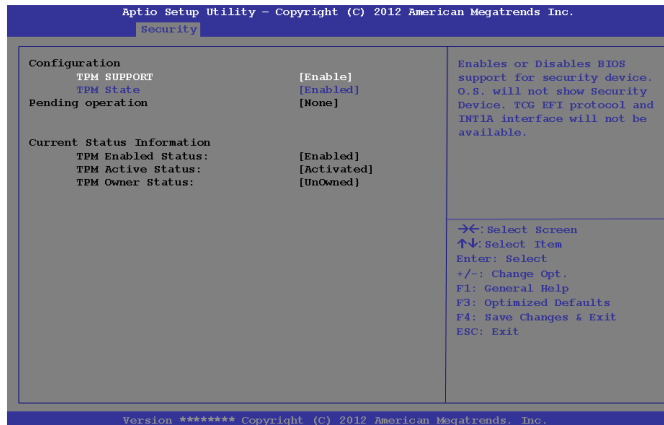 Aptio Setup Utility – Copyright (C) 2012 American Megatrends Inc.
Security
Configuration
TPM SUPPORT [Enable]
TPM State [Enabled]
Pending operation [None]
Current Status Information
TPM Enabled Status: [Enabled]
TPM Active Status: [Activated]
TPM Owner Status: [UnOwned}
Enables or Disables BIOS
support for security device.
O.S. will not show Security
Device. TCG EFI protocol and
INT1A interface will not be
available.
→←:Select Screen
↑↓:Select Item
Enter: Select
+/-: Change Opt.
F1: General Help
F3: Optimized Defaults
F4: Save Changes & Exit
ESC: Exit
Version ******** Copyright (C) 2012 American Megatrends. Inc.